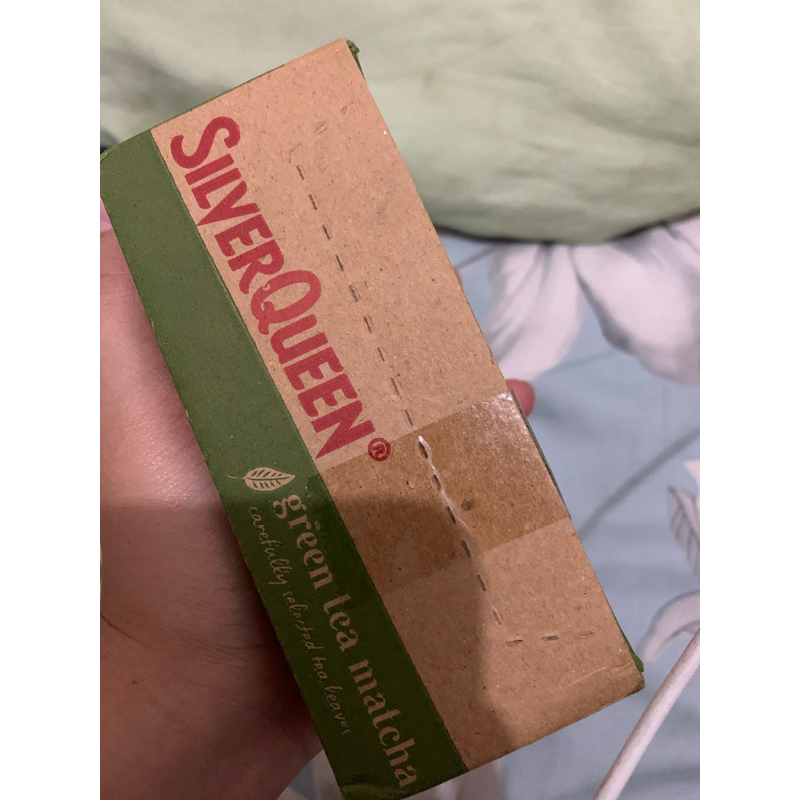 SILVERQUEEN®
green tea matcha
carefully selected tea leaves